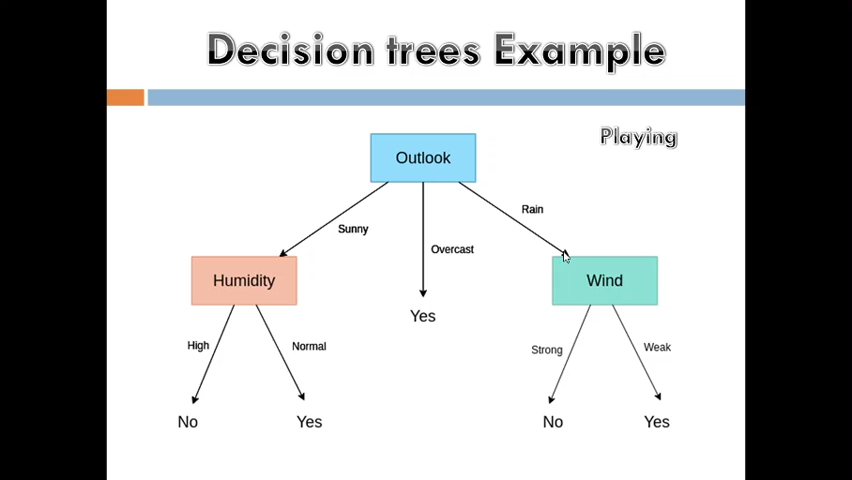 Decision trees Example
Playing
Outlook
Sunny
Overcast
Rain
Humidity
Wind
Yes
High
Normal
Strong
Weak
No
Yes
No
Yes